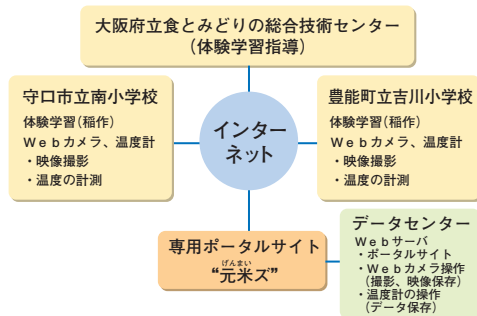 大阪府立食とみどりの総合技術センター
（体験学習指導）
守口市立南小学校
体験学習（稲作）
Ｗｅｂカメラ、温度計
・映像撮影
・温度の計測
インター
ネット
豊能町立吉川小学校
体験学習（稲作）
Ｗｅｂカメラ、温度計
・映像撮影
・温度の計測
専用ポータルサイト
げんまい
“元米ズ”
データセンター
Ｗｅｂサーバ
・ポータルサイト
・Ｗｅｂカメラ操作
（撮影、映像保存）
・温度計の操作
（データ保存）